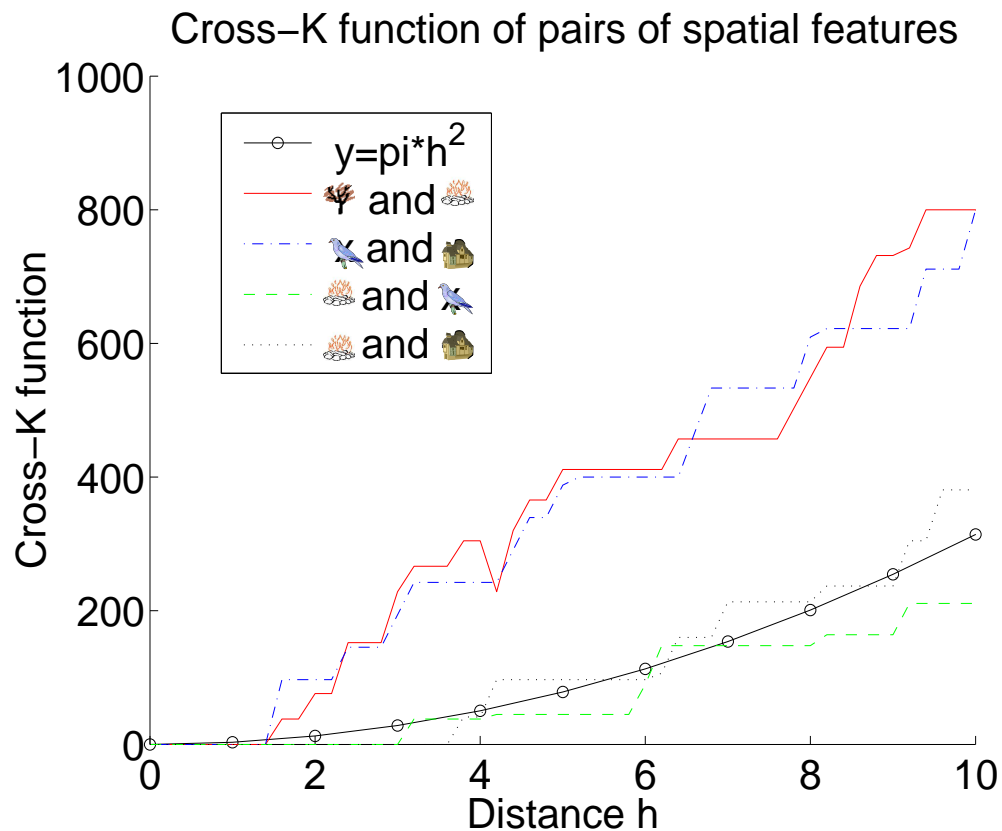 Cross-K function of pairs of spatial features
1000
800
600
400
200
0
Cross-K function
y=pi*h^2
and
and
and
and
0
2
4
6
8
10
Distance h